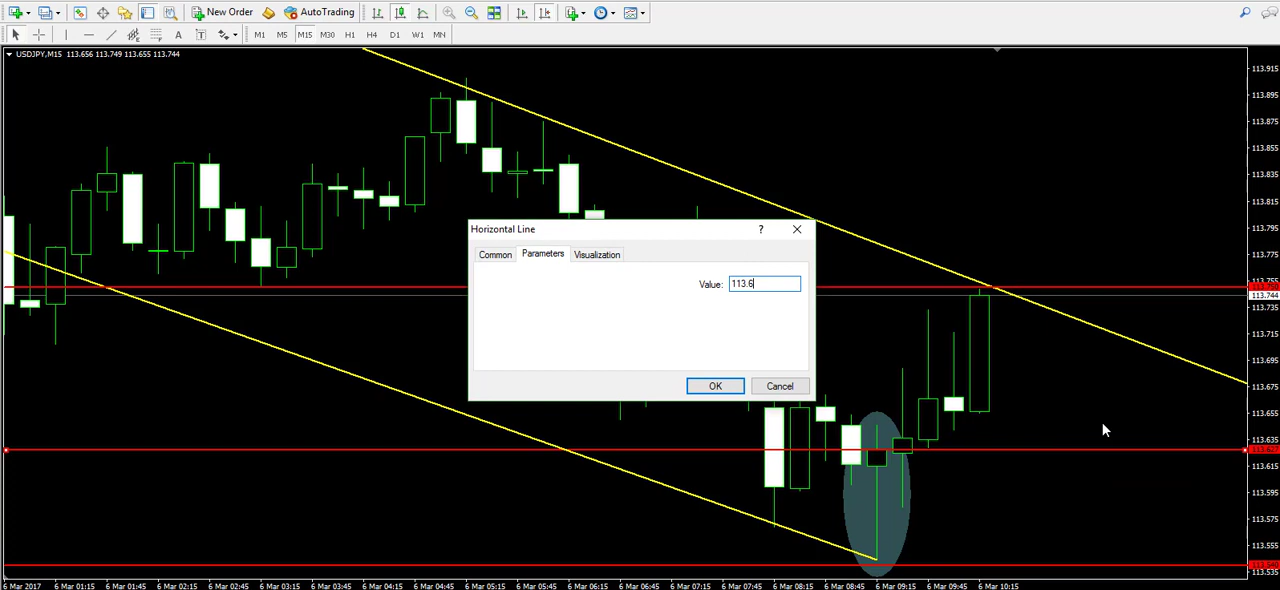 New Order AutoTrading
A T M1 M5 M15 M30 H1 H4 D1 W1 MN
USDJPY,M15 113.656 113.749 113.655 113.744
113.915
113.895
113.875
113.855
113.835
113.815
113.795
113.775
113.755
113.744
113.735
113.715
113.695
113.675
113.655
113.635
113.627
113.615
113.595
113.575
113.555
113.540
113.535
Horizontal Line ?
Common Parameters Visualization
Value: 113.6
OK Cancel
6 Mar 2017 6 Mar 01:15 6 Mar 01:45 6 Mar 02:15 6 Mar 02:45 6 Mar 03:15 6 Mar 03:45 6 Mar 04:15 6 Mar 04:45 6 Mar 05:15 6 Mar 05:45 6 Mar 06:15 6 Mar 06:45 6 Mar 07:15 6 Mar 07:45 6 Mar 08:15 6 Mar 08:45 6 Mar 09:15 6 Mar 09:45 6 Mar 10:15